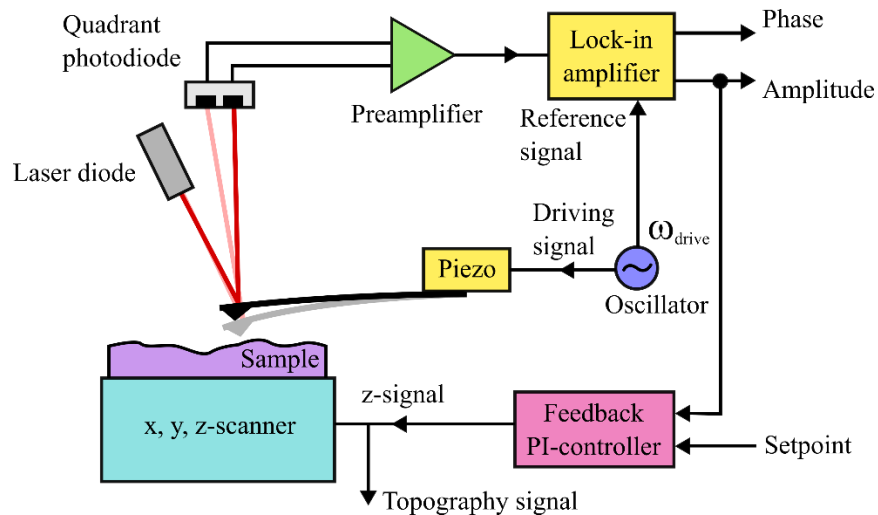 Quadrant
photodiode
Preamplifier
Lock-in
amplifier
Phase
Amplitude
Reference
signal
Laser diode
Driving
signal
ω drive
Piezo
Oscillator
Sample
x, y, z-scanner
z-signal
Feedback
PI-controller
Setpoint
Topography signal